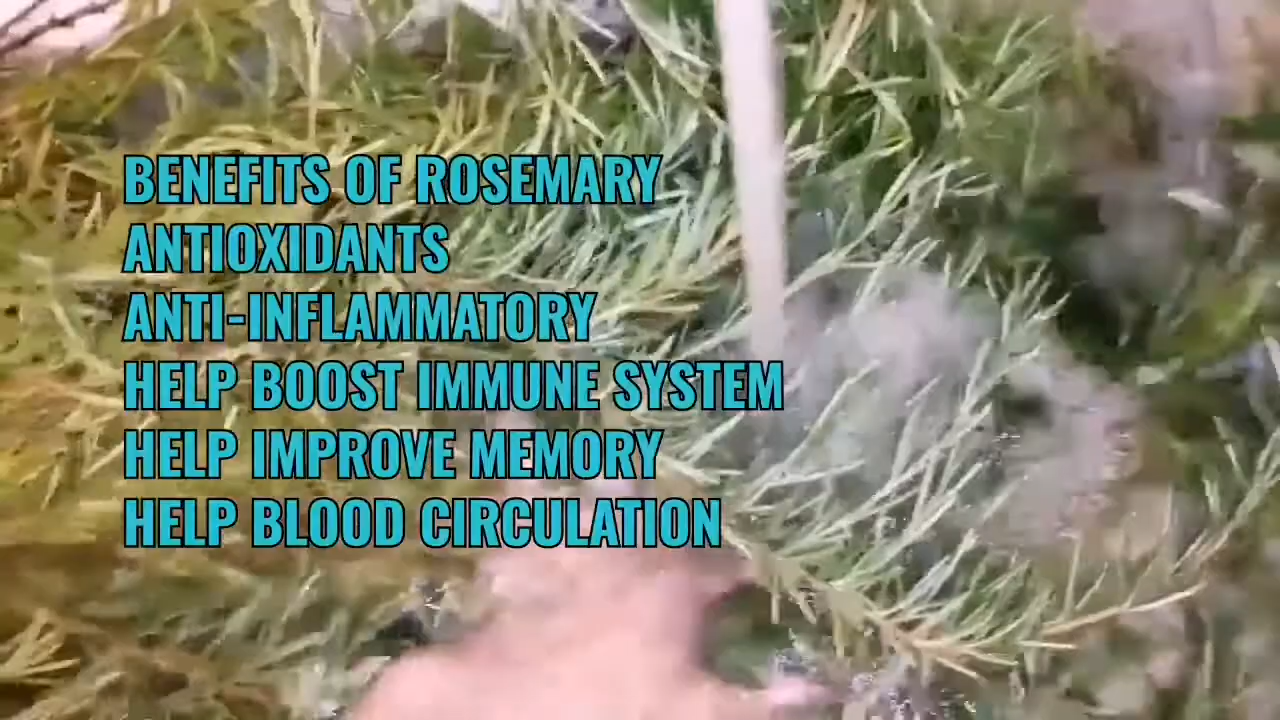 BENEFITS OF ROSEMARY
ANTIOXIDANTS
ANTI-INFLAMMATORY
HELP BOOST IMMUNE SYSTEM
HELP IMPROVE MEMORY
HELP BLOOD CIRCULATION